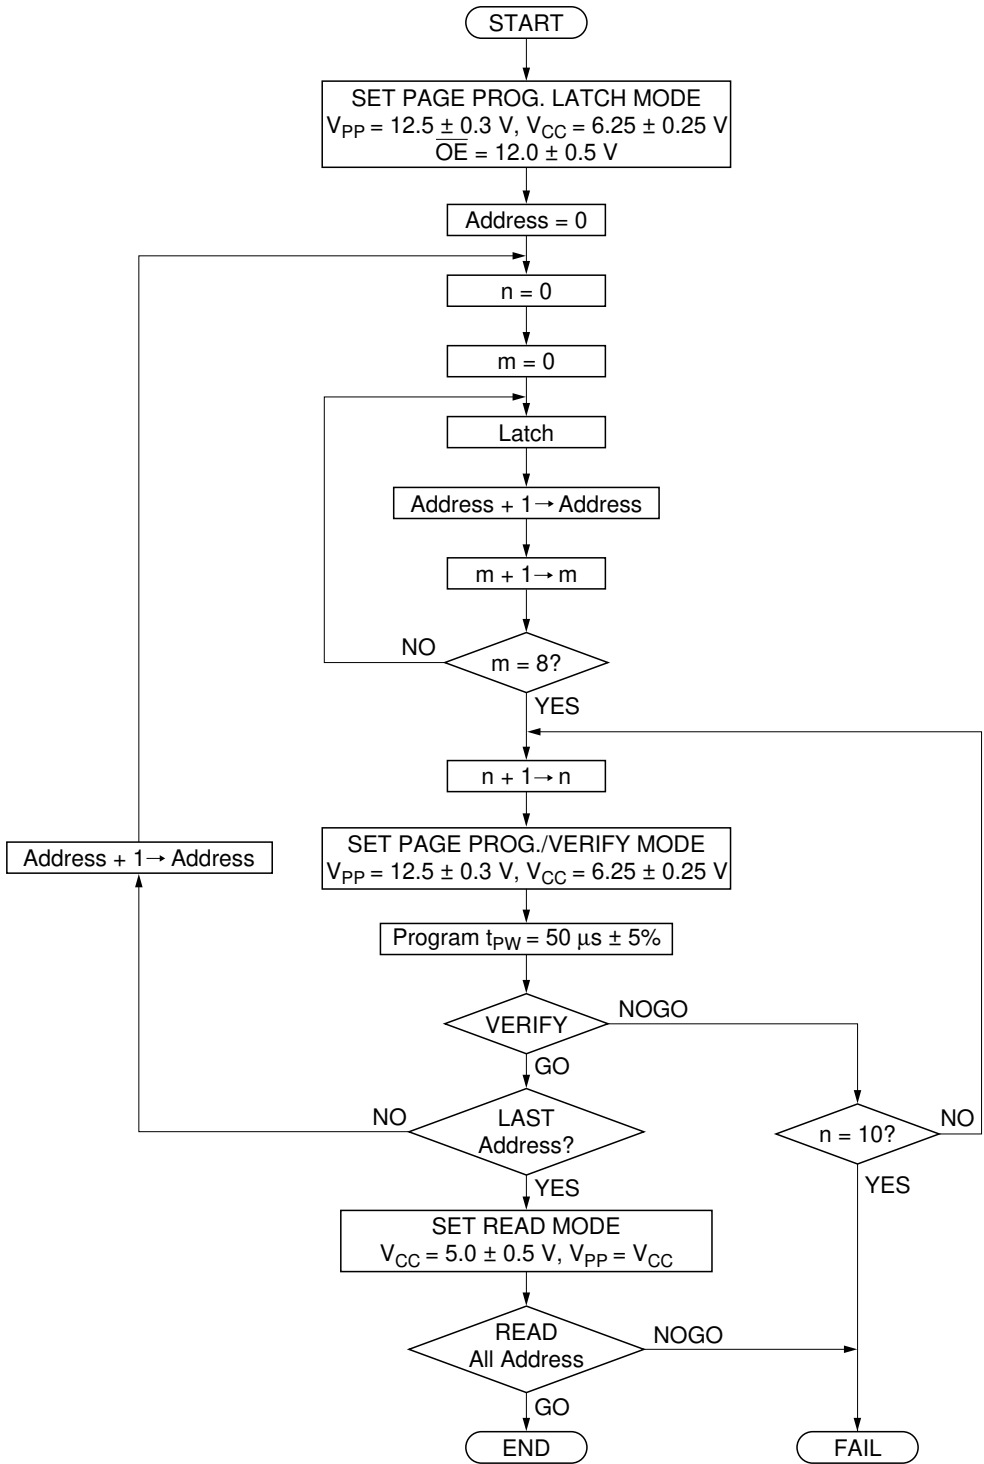 START
SET PAGE PROG. LATCH MODE
VPP = 12.5 ± 0.3 V, VCC = 6.25 ± 0.25 V
O̅E̅ = 12.0 ± 0.5 V
Address = 0
n = 0
m = 0
Latch
Address + 1→ Address
m + 1→ m
NO
m = 8?
YES
n + 1→ n
SET PAGE PROG./VERIFY MODE
VPP = 12.5 ± 0.3 V, VCC = 6.25 ± 0.25 V
Address + 1→ Address
Program tPW = 50 μs ± 5%
VERIFY
NOGO
GO
NO
LAST
Address?
YES
n = 10?
NO
YES
SET READ MODE
VCC = 5.0 ± 0.5 V, VPP = VCC
READ
All Address
NOGO
GO
END
FAIL